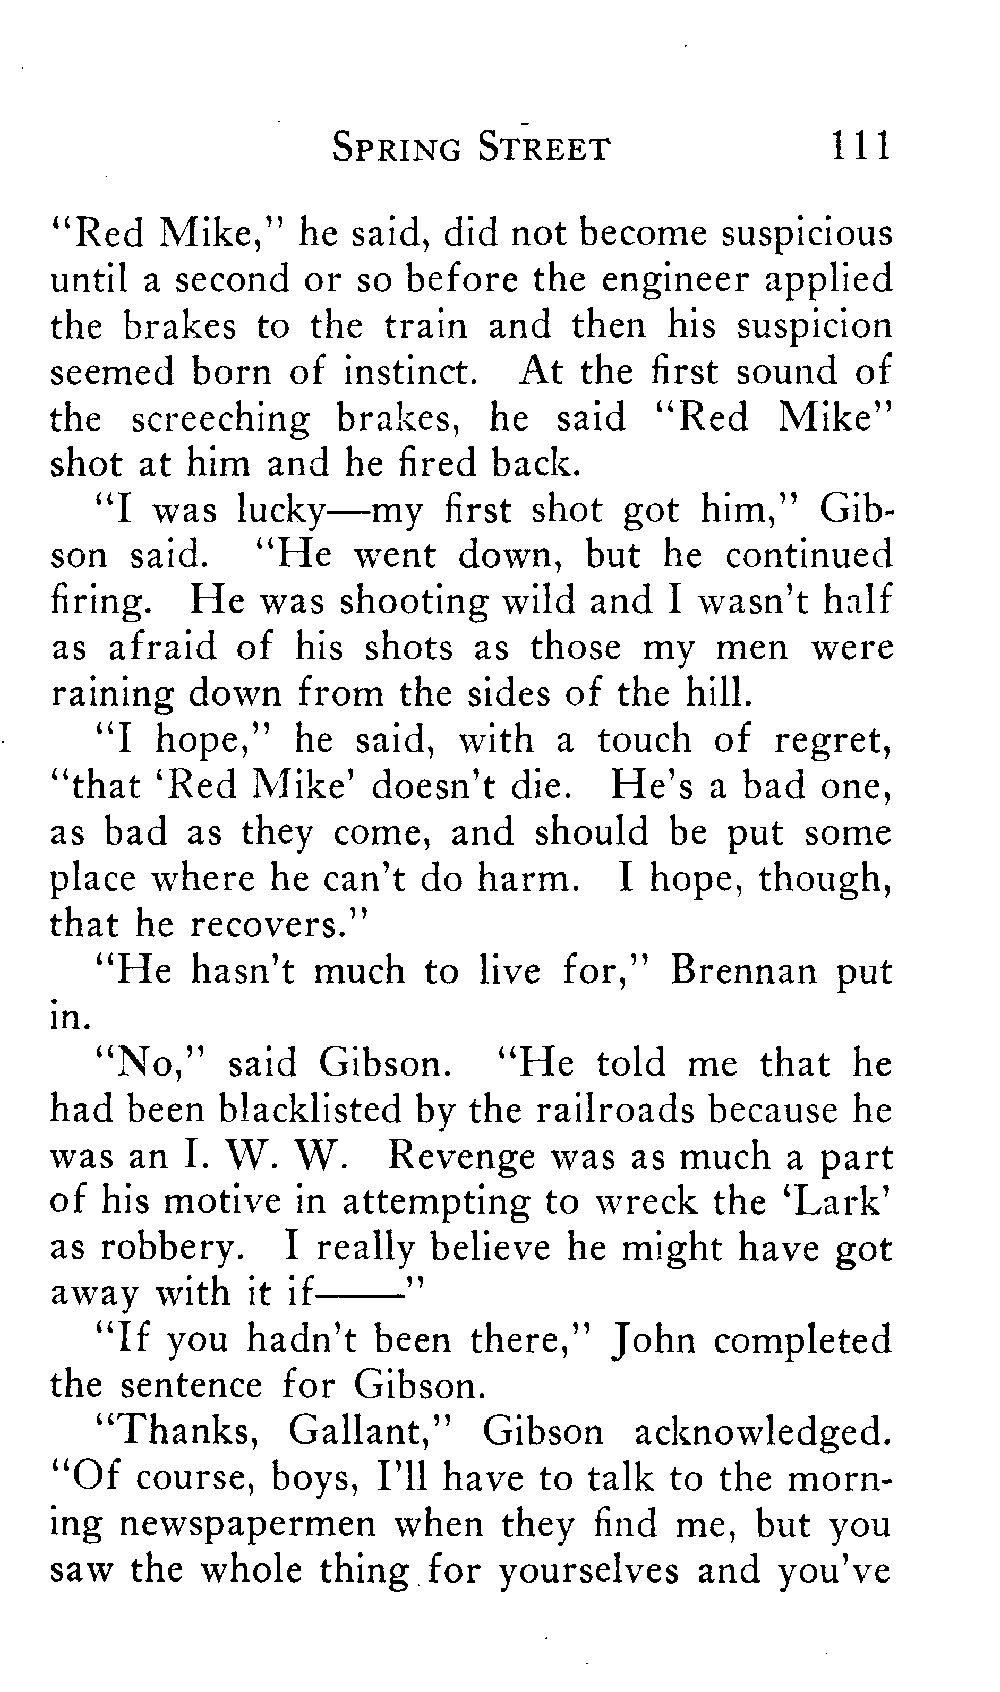 SPRING STREET 111
“Red Mike,” he said, did not become suspicious
until a second or so before the engineer applied
the brakes to the train and then his suspicion
seemed born of instinct. At the first sound of
the screeching brakes, he said “Red Mike”
shot at him and he fired back.
“I was lucky—my first shot got him,” Gib-
son said. “He went down, but he continued
firing. He was shooting wild and I wasn’t half
as afraid of his shots as those my men were
raining down from the sides of the hill.
“I hope,” he said, with a touch of regret,
“that ‘Red Mike’ doesn’t die. He’s a bad one,
as bad as they come, and should be put some
place where he can’t do harm. I hope, though,
that he recovers.”
“He hasn’t much to live for,” Brennan put
in.
“No,” said Gibson. “He told me that he
had been blacklisted by the railroads because he
was an I. W. W. Revenge was as much a part
of his motive in attempting to wreck the ‘Lark’
as robbery. I really believe he might have got
away with it if——”
“If you hadn’t been there,” John completed
the sentence for Gibson.
“Thanks, Gallant,” Gibson acknowledged.
“Of course, boys, I’ll have to talk to the morn-
ing newspapermen when they find me, but you
saw the whole thing for yourselves and you’ve